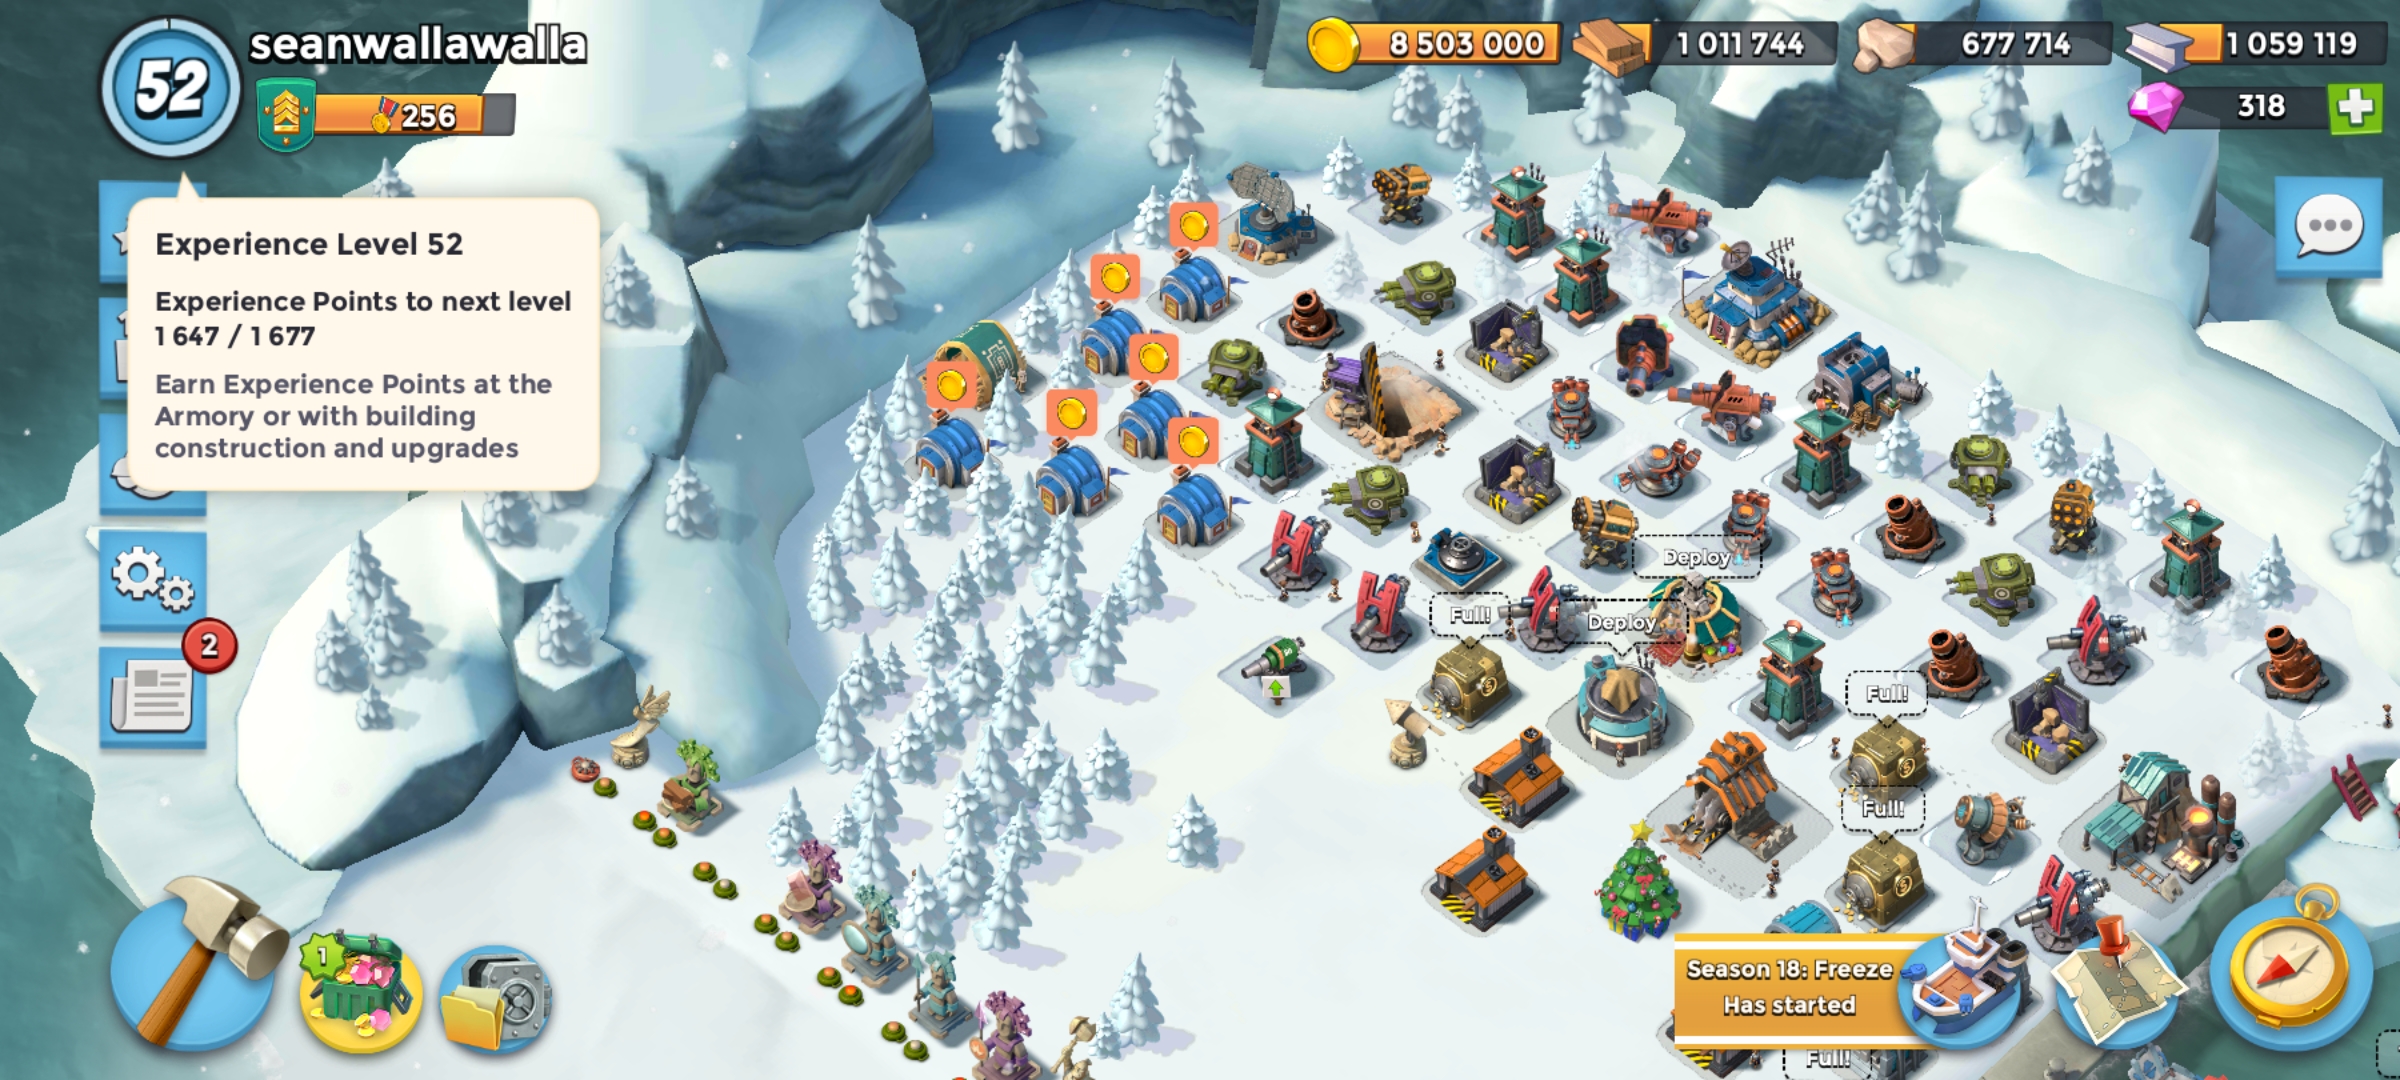 52
seanwallawalla
256
8 503 000
1 011 744
677 714
1 059 119
318
Experience Level 52
Experience Points to next level
1 647 / 1 677
Earn Experience Points at the
Armory or with building
construction and upgrades
2
Deploy
Full!
Deploy
Full!
Full!
1
Season 18: Freeze
Has started
Full!